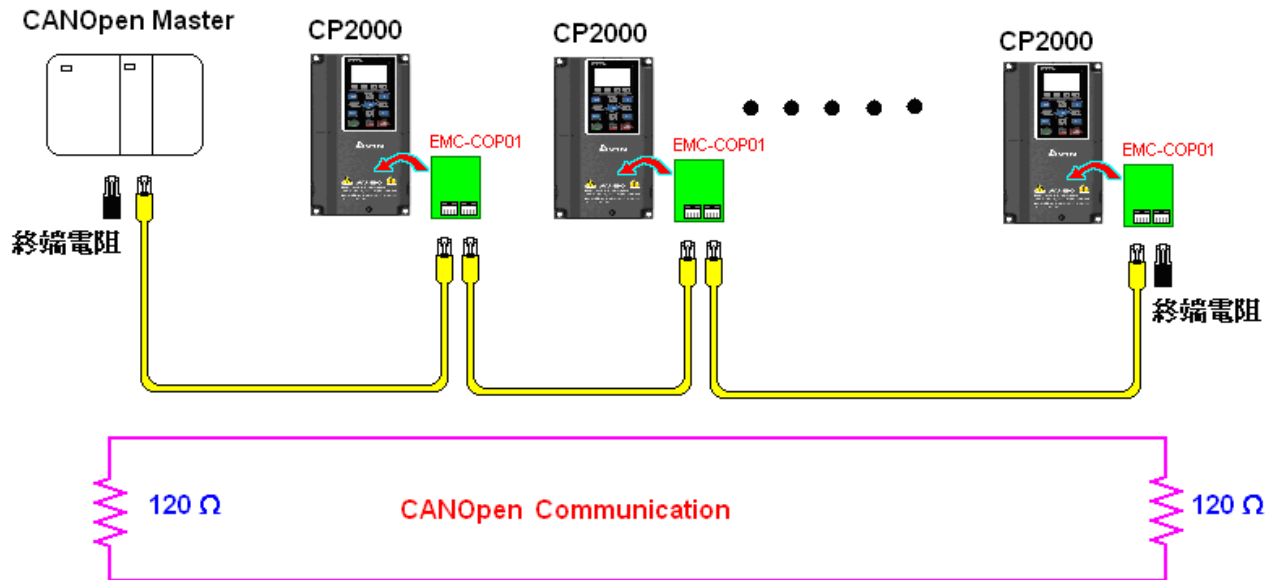 CANOpen Master
CP2000
CP2000
CP2000
EMC-COP01
EMC-COP01
EMC-COP01
終端電阻
終端電阻
120 Ω
CANOpen Communication
120 Ω